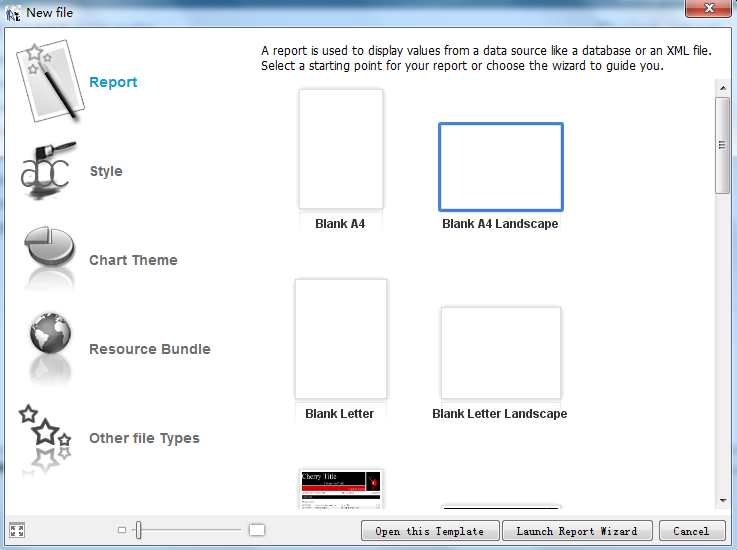 New file
A report is used to display values from a data source like a database or an XML file.
Select a starting point for your report or choose the wizard to guide you.
Report
Style
Chart Theme
Resource Bundle
Other file Types
Blank A4
Blank A4 Landscape
Blank Letter
Blank Letter Landscape
Cherry Title
Open this Template
Launch Report Wizard
Cancel